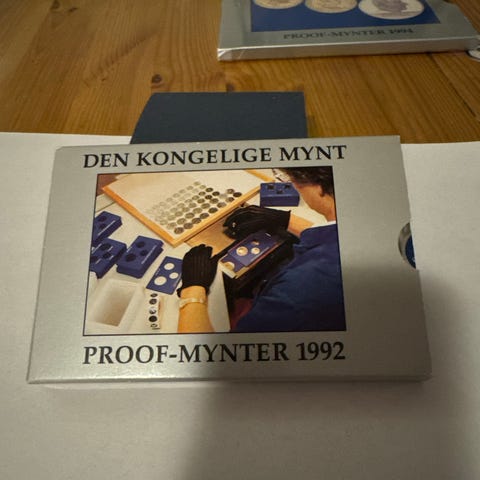 PROOF-MYNTER 1994
DEN KONGELIGE MYNT
PROOF-MYNTER 1992